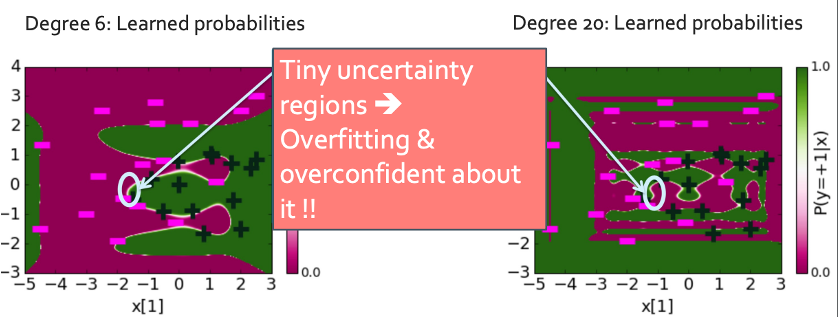 Degree 6: Learned probabilities
Degree 20: Learned probabilities
Tiny uncertainty
regions ➔
Overfitting &
overconfident about
it !!
4
3
2
1
0
−1
−2
−3
−5 −4 −3 −2 −1 0 1 2 3
x[1]
0.0
−5 −4 −3 −2 −1 0 1 2 3
x[1]
1.0
0.0
P(y=+1|x)